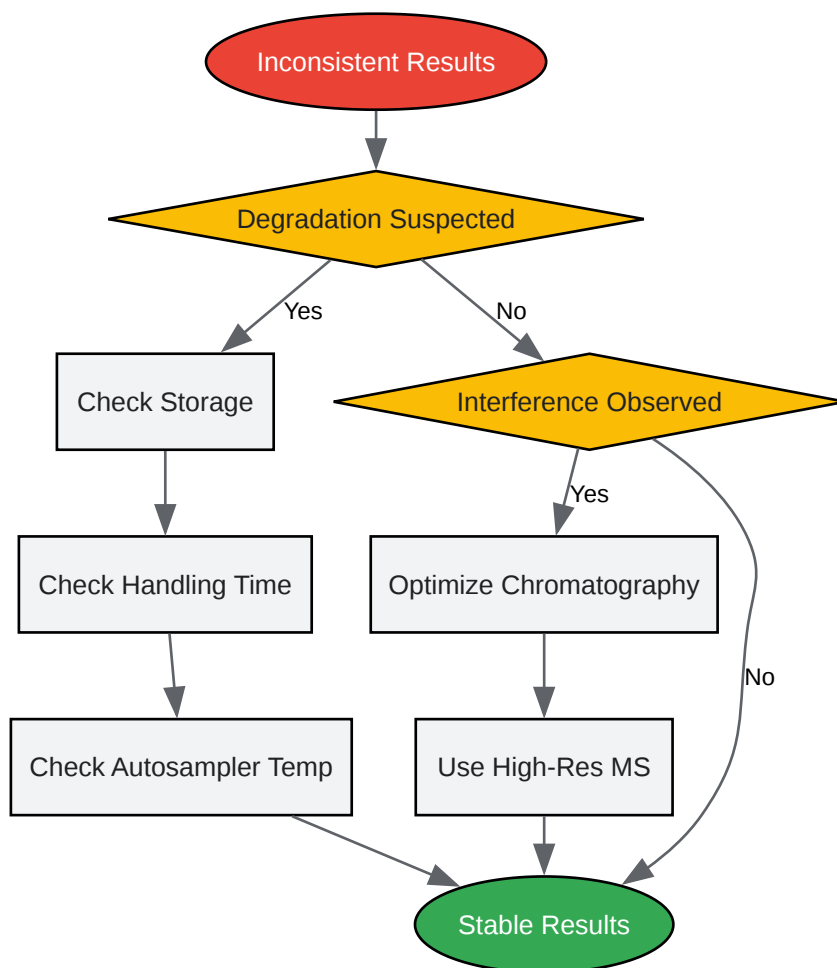 Inconsistent Results
Degradation Suspected
Yes
No
Check Storage
Interference Observed
Yes
Check Handling Time
Optimize Chromatography
No
Check Autosampler Temp
Use High-Res MS
Stable Results